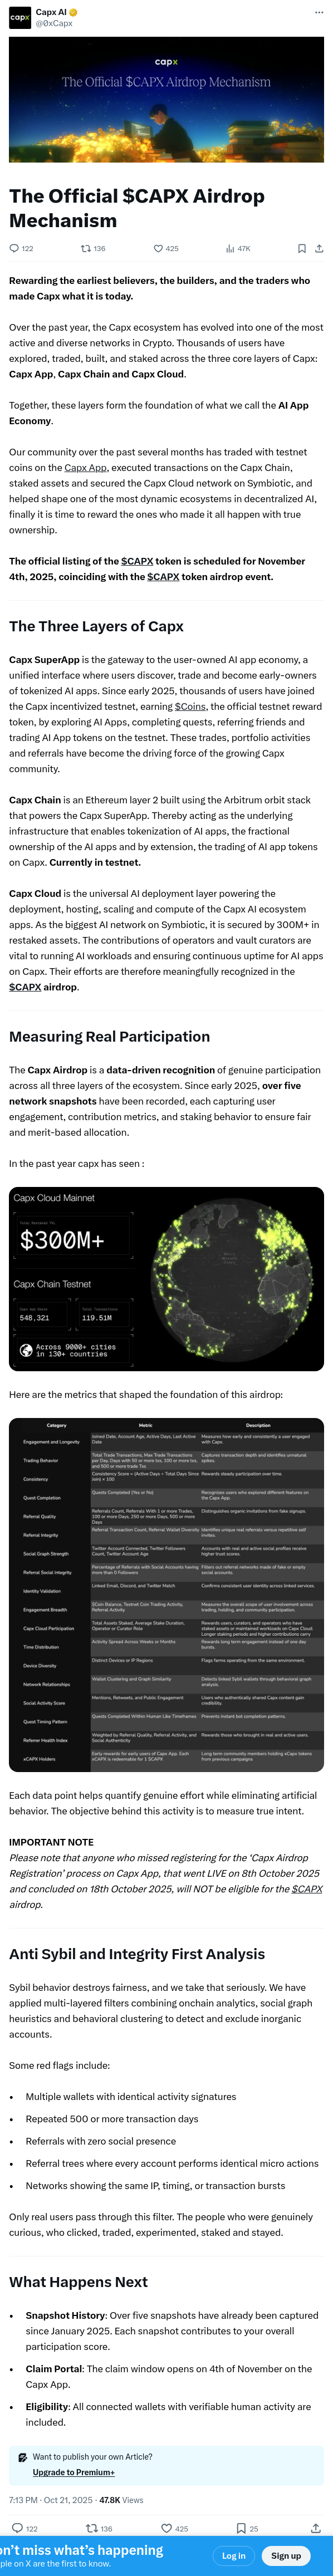 capx
Capx AI
@0xCapx
capx
The Official $CAPX Airdrop Mechanism
The Official $CAPX Airdrop
Mechanism
122
136
425
47K
Rewarding the earliest believers, the builders, and the traders who
made Capx what it is today.
Over the past year, the Capx ecosystem has evolved into one of the most
active and diverse networks in Crypto. Thousands of users have
explored, traded, built, and staked across the three core layers of Capx:
Capx App, Capx Chain and Capx Cloud.
Together, these layers form the foundation of what we call the AI App
Economy.
Our community over the past several months has traded with testnet
coins on the Capx App, executed transactions on the Capx Chain,
staked assets and secured the Capx Cloud network on Symbiotic, and
helped shape one of the most dynamic ecosystems in decentralized AI,
finally it is time to reward the ones who made it all happen with true
ownership.
The official listing of the $CAPX token is scheduled for November
4th, 2025, coinciding with the $CAPX token airdrop event.
The Three Layers of Capx
Capx SuperApp is the gateway to the user-owned AI app economy, a
unified interface where users discover, trade and become early-owners
of tokenized AI apps. Since early 2025, thousands of users have joined
the Capx incentivized testnet, earning $Coins, the official testnet reward
token, by exploring AI Apps, completing quests, referring friends and
trading AI App tokens on the testnet. These trades, portfolio activities
and referrals have become the driving force of the growing Capx
community.
Capx Chain is an Ethereum layer 2 built using the Arbitrum orbit stack
that powers the Capx SuperApp. Thereby acting as the underlying
infrastructure that enables tokenization of AI apps, the fractional
ownership of the AI apps and by extension, the trading of AI app tokens
on Capx. Currently in testnet.
Capx Cloud is the universal AI deployment layer powering the
deployment, hosting, scaling and compute of the Capx AI ecosystem
apps. As the biggest AI network on Symbiotic, it is secured by 300M+ in
restaked assets. The contributions of operators and vault curators are
vital to running AI workloads and ensuring continuous uptime for AI apps
on Capx. Their efforts are therefore meaningfully recognized in the
$CAPX airdrop.
Measuring Real Participation
The Capx Airdrop is a data-driven recognition of genuine participation
across all three layers of the ecosystem. Since early 2025, over five
network snapshots have been recorded, each capturing user
engagement, contribution metrics, and staking behavior to ensure fair
and merit-based allocation.
In the past year capx has seen :
Capx Cloud Mainnet
$300M+
Capx Chain Testnet
548,321
119.51M
Across 9000+ cities
in 130+ countries
Here are the metrics that shaped the foundation of this airdrop:
Category Metric Description
Engagement and Longevity
Joined Date, Account Age, Active Days, Last Active Date
Measures how early and consistently a user engaged with Capx.
Trading Behavior
Total Trade Transactions, Max Trade Transactions per Day, Days with 50 or more txs, 100 or more txs, and 500 or more trade Txs
Captures transaction depth and identifies unnatural spikes.
Consistency
Consistency Score = (Active Days ÷ Total Days Since Join) × 100
Rewards steady participation over time.
Quest Completion
Quests Completed (Yes or No)
Recognizes users who explored different features on the Capx App.
Referral Quality
Referrals Count, Referrals With 1 or more Trades, 100 or more Days, 250 or more Days, 500 or more Days
Distinguishes organic invitations from fake signups.
Referral Integrity
Referral Transaction Count, Referral Wallet Diversity
Identifies unique real referrals versus repetitive self invites.
Social Graph Strength
Twitter Account Connected, Twitter Followers Count, Twitter Account Age
Accounts with real and active social profiles receive higher trust scores.
Referral Social Integrity
Percentage of Referrals with Social Accounts having more than 0 Followers
Filters out referral networks made of fake or empty social accounts.
Identity Validation
Linked Email, Discord, and Twitter Match
Confirms consistent user identity across linked services.
Engagement Breadth
$Coin Balance, Testnet Coin Trading Activity, Referral Activity
Measures the overall scope of user involvement across trading, holding, and community participation.
Capx Cloud Participation
Total Assets Staked, Average Stake Duration, Operator or Curator Role
Rewards users, curators, and operators who have staked assets or maintained workloads on Capx Cloud. Longer staking periods and higher contributions carry
Time Distribution
Activity Spread Across Weeks or Months
Rewards long term engagement instead of one day bursts.
Device Diversity
Distinct Devices or IP Regions
Flags farms operating from the same environment.
Network Relationships
Wallet Clustering and Graph Similarity
Detects linked Sybil wallets through behavioral graph analysis.
Social Activity Score
Mentions, Retweets, and Public Engagement
Users who authentically shared Capx content gain credibility.
Quest Timing Pattern
Quests Completed Within Human Like Timeframes
Prevents instant bot completion patterns.
Referrer Health Index
Weighted by Referral Quality, Referral Activity, and Social Authenticity
Rewards those who brought in real and active users.
xCAPX Holders
Early rewards for early users of Capx App. Each xCAPX is redeemable for 1 $CAPX
Long term community members holding xCapx tokens from previous campaigns
Each data point helps quantify genuine effort while eliminating artificial
behavior. The objective behind this activity is to measure true intent.
IMPORTANT NOTE
Please note that anyone who missed registering for the ‘Capx Airdrop
Registration’ process on Capx App, that went LIVE on 8th October 2025
and concluded on 18th October 2025, will NOT be eligible for the $CAPX
airdrop.
Anti Sybil and Integrity First Analysis
Sybil behavior destroys fairness, and we take that seriously. We have
applied multi-layered filters combining onchain analytics, social graph
heuristics and behavioral clustering to detect and exclude inorganic
accounts.
Some red flags include:
• Multiple wallets with identical activity signatures
• Repeated 500 or more transaction days
• Referrals with zero social presence
• Referral trees where every account performs identical micro actions
• Networks showing the same IP, timing, or transaction bursts
Only real users pass through this filter. The people who were genuinely
curious, who clicked, traded, experimented, staked and stayed.
What Happens Next
• Snapshot History: Over five snapshots have already been captured
since January 2025. Each snapshot contributes to your overall
participation score.
• Claim Portal: The claim window opens on 4th of November on the
Capx App.
• Eligibility: All connected wallets with verifiable human activity are
included.
Want to publish your own Article?
Upgrade to Premium+
7:13 PM · Oct 21, 2025 · 47.8K Views
122
136
425
25
on’t miss what’s happening
ple on X are the first to know.
Log in
Sign up